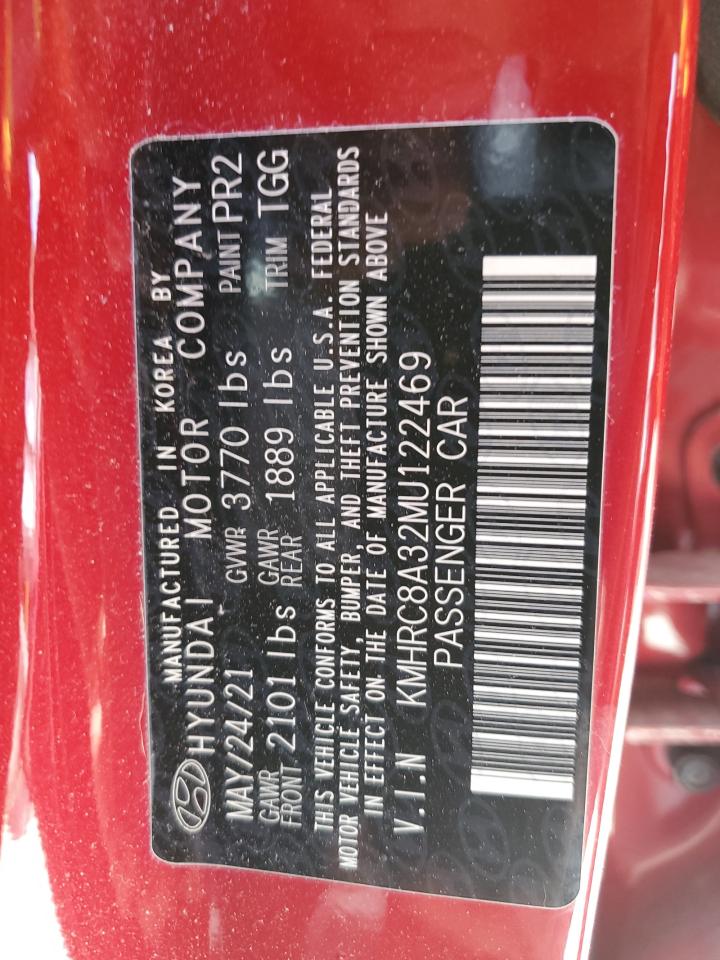 MANUFACTURED IN KOREA BY
HYUNDAI MOTOR COMPANY
MAY/24/21 GVWR 3770 lbs PAINT PR2
GAWR FRONT 2101 lbs GAWR REAR 1889 lbs TRIM TGG
THIS VEHICLE CONFORMS TO ALL APPLICABLE U.S.A. FEDERAL
MOTOR VEHICLE SAFETY, BUMPER, AND THEFT PREVENTION STANDARDS
IN EFFECT ON THE DATE OF MANUFACTURE SHOWN ABOVE
V.I.N KMHRC8A32MU122469
PASSENGER CAR